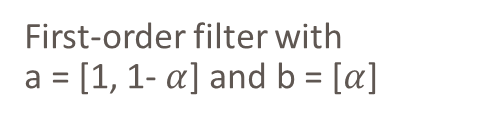 First-order filter with
a = [1, 1- 𝛼] and b = [𝛼]